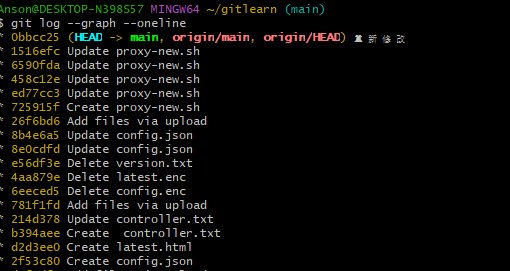 Anson@DESKTOP-N398S57 MINGW64 ~/gitlearn (main)
$ git log --graph --oneline
* 0bbcc25 (HEAD -> main, origin/main, origin/HEAD) 新修改
* 1516efc Update proxy-new.sh
* 6590fda Update proxy-new.sh
* 458c12e Update proxy-new.sh
* ed77cc3 Update proxy-new.sh
* 725915f Create proxy-new.sh
* 26f6bd6 Add files via upload
* 8b4e6a5 Update config.json
* 8e0cdfd Update config.json
* e56df3e Delete version.txt
* 4aa879e Delete latest.enc
* 6eeced5 Delete config.enc
* 781f1fd Add files via upload
* 214d378 Update controller.txt
* b394aee Create  controller.txt
* d2d3ee0 Create latest.html
* 2f53c80 Create config.json